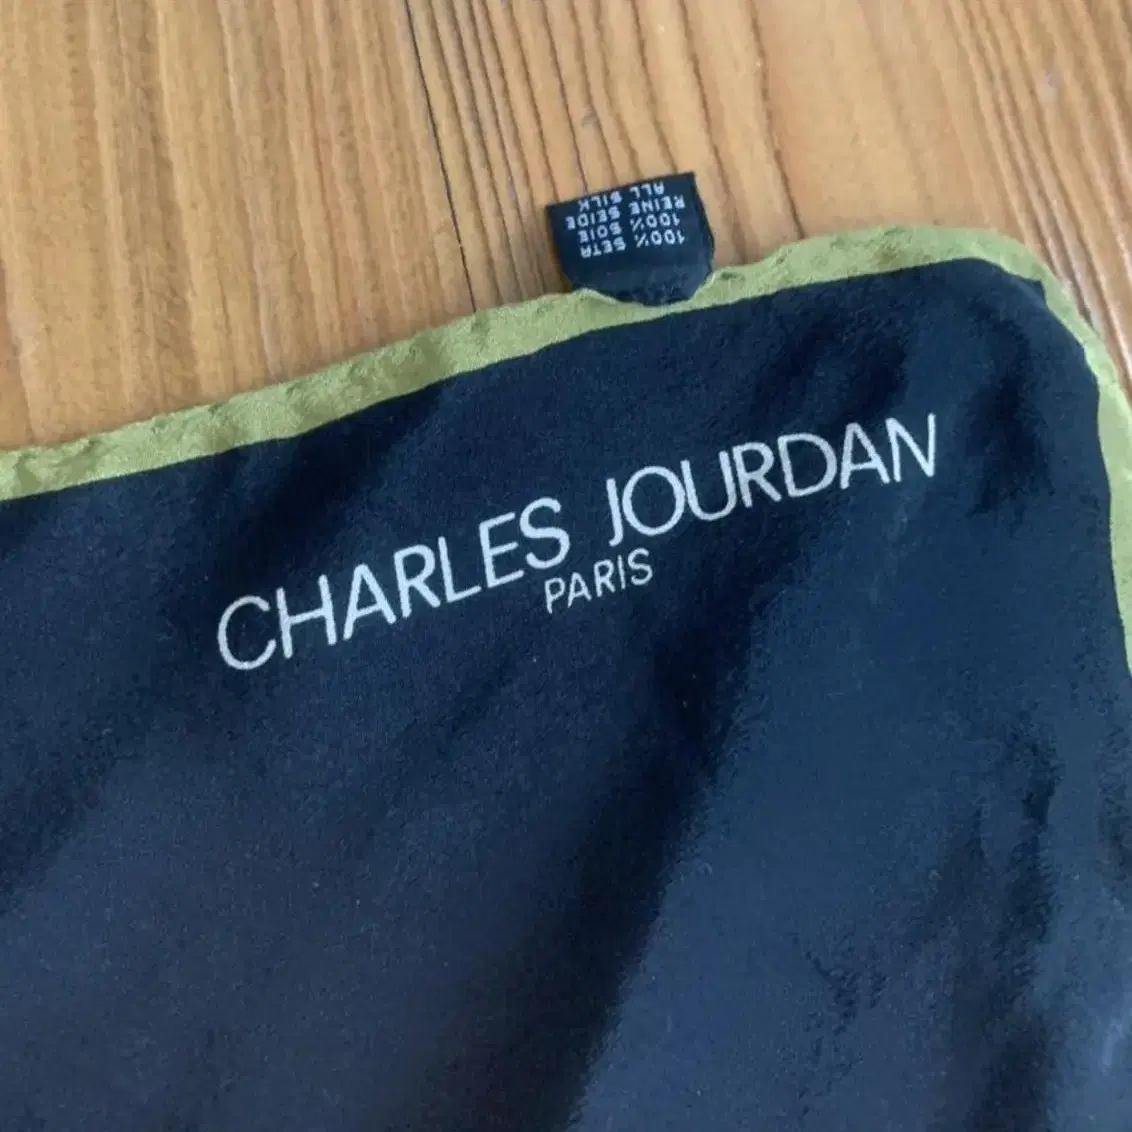 100% SETA
100% SOIE
REINE SEIDE
ALL SILK
CHARLES JOURDAN
PARIS